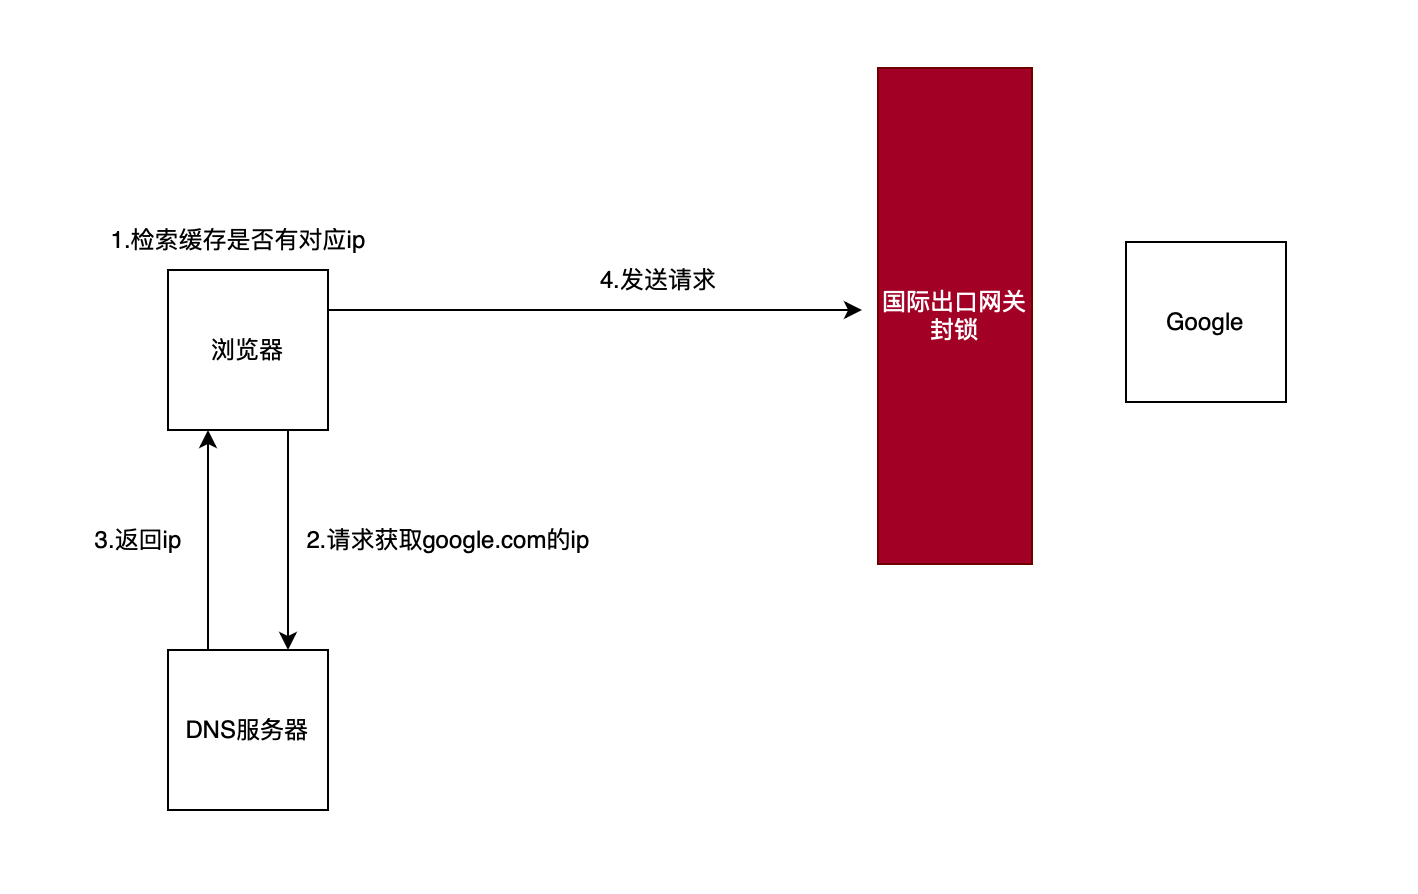 1.检索缓存是否有对应ip
浏览器
4.发送请求
国际出口网关
封锁
Google
3.返回ip
2.请求获取google.com的ip
DNS服务器